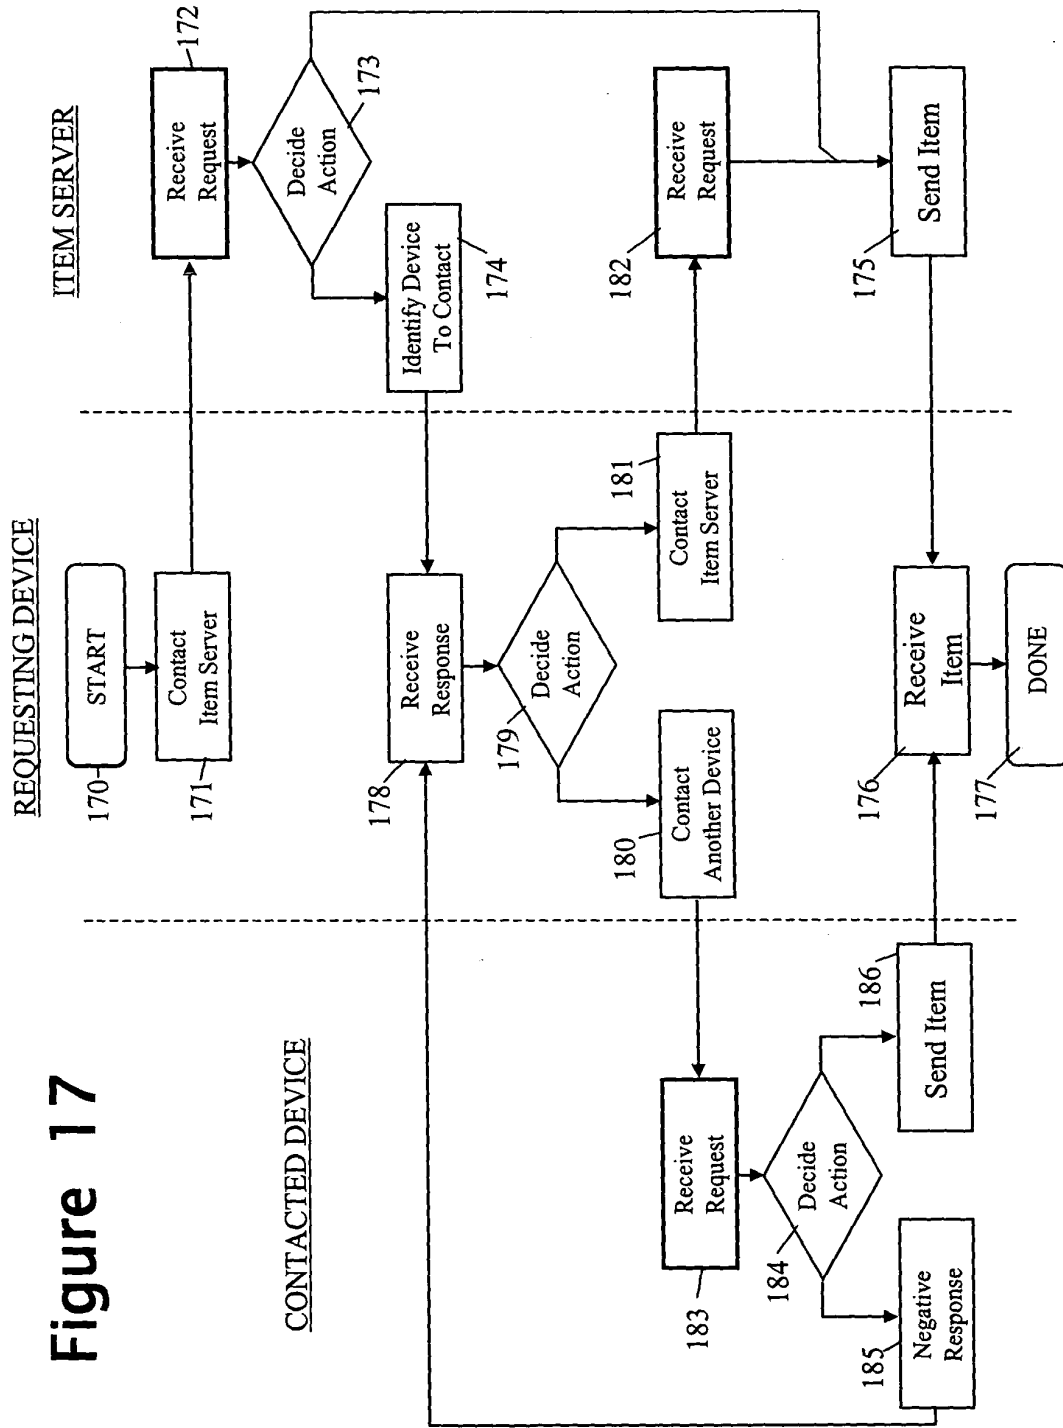 Figure 17
CONTACTED DEVICE
REQUESTING DEVICE
ITEM SERVER
170
START
171
Contact
Item Server
172
Receive
Request
173
Decide
Action
174
Identify Device
To Contact
178
Receive
Response
179
Decide
Action
180
Contact
Another Device
181
Contact
Item Server
182
Receive
Request
183
Receive
Request
184
Decide
Action
185
Negative
Response
186
Send Item
175
Send Item
176
Receive
Item
177
DONE